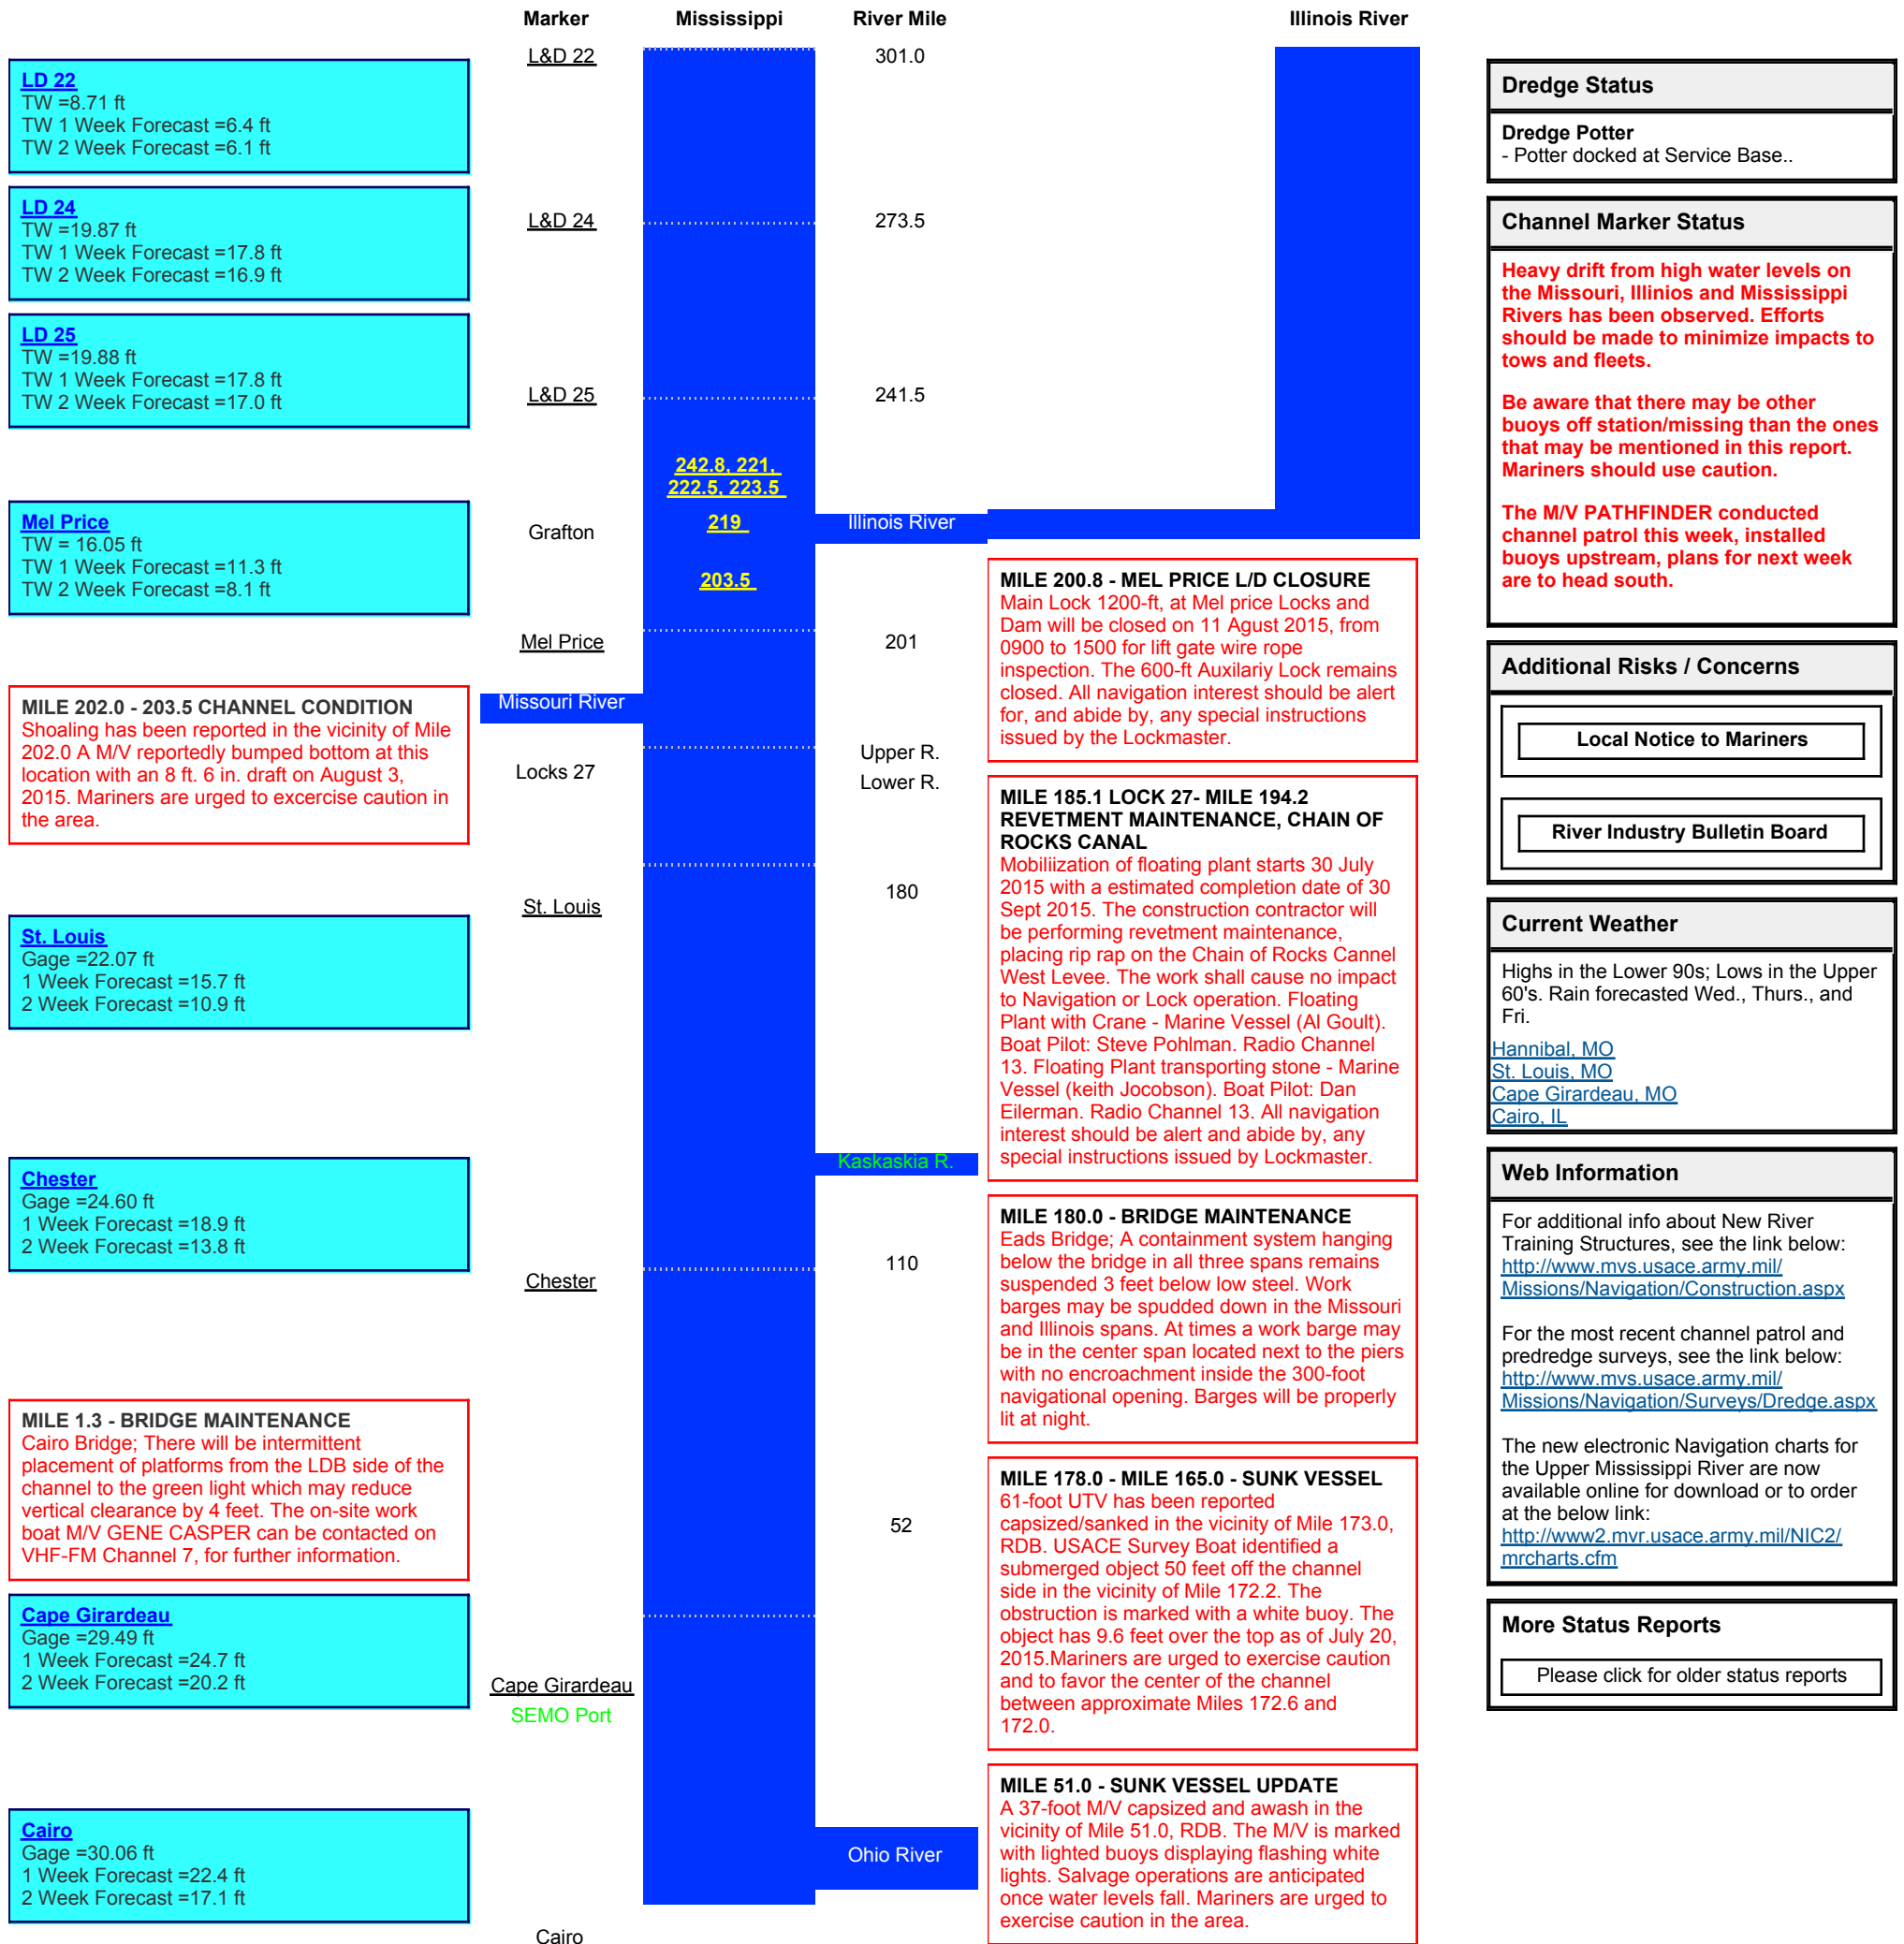 Marker
Mississippi
River Mile
Illinois River
LD 22
TW =8.71 ft
TW 1 Week Forecast =6.4 ft
TW 2 Week Forecast =6.1 ft
LD 24
TW =19.87 ft
TW 1 Week Forecast =17.8 ft
TW 2 Week Forecast =16.9 ft
LD 25
TW =19.88 ft
TW 1 Week Forecast =17.8 ft
TW 2 Week Forecast =17.0 ft
Mel Price
TW = 16.05 ft
TW 1 Week Forecast =11.3 ft
TW 2 Week Forecast =8.1 ft
MILE 202.0 - 203.5 CHANNEL CONDITION
Shoaling has been reported in the vicinity of Mile
202.0 A M/V reportedly bumped bottom at this
location with an 8 ft. 6 in. draft on August 3,
2015. Mariners are urged to excercise caution in
the area.
St. Louis
Gage =22.07 ft
1 Week Forecast =15.7 ft
2 Week Forecast =10.9 ft
Chester
Gage =24.60 ft
1 Week Forecast =18.9 ft
2 Week Forecast =13.8 ft
MILE 1.3 - BRIDGE MAINTENANCE
Cairo Bridge; There will be intermittent
placement of platforms from the LDB side of the
channel to the green light which may reduce
vertical clearance by 4 feet. The on-site work
boat M/V GENE CASPER can be contacted on
VHF-FM Channel 7, for further information.
Cape Girardeau
Gage =29.49 ft
1 Week Forecast =24.7 ft
2 Week Forecast =20.2 ft
Cairo
Gage =30.06 ft
1 Week Forecast =22.4 ft
2 Week Forecast =17.1 ft
L&D 22
L&D 24
L&D 25
Grafton
Mel Price
Missouri River
Locks 27
St. Louis
Chester
Cape Girardeau
SEMO Port
Cairo
242.8, 221,
222.5, 223.5
219
203.5
301.0
273.5
241.5
Illinois River
201
Upper R.
Lower R.
180
Kaskaskia R.
110
52
Ohio River
MILE 200.8 - MEL PRICE L/D CLOSURE
Main Lock 1200-ft, at Mel price Locks and
Dam will be closed on 11 Agust 2015, from
0900 to 1500 for lift gate wire rope
inspection. The 600-ft Auxilariy Lock remains
closed. All navigation interest should be alert
for, and abide by, any special instructions
issued by the Lockmaster.
MILE 185.1 LOCK 27- MILE 194.2
REVETMENT MAINTENANCE, CHAIN OF
ROCKS CANAL
Mobiliization of floating plant starts 30 July
2015 with a estimated completion date of 30
Sept 2015. The construction contractor will
be performing revetment maintenance,
placing rip rap on the Chain of Rocks Cannel
West Levee. The work shall cause no impact
to Navigation or Lock operation. Floating
Plant with Crane - Marine Vessel (Al Goult).
Boat Pilot: Steve Pohlman. Radio Channel
13. Floating Plant transporting stone - Marine
Vessel (keith Jocobson). Boat Pilot: Dan
Eilerman. Radio Channel 13. All navigation
interest should be alert and abide by, any
special instructions issued by Lockmaster.
MILE 180.0 - BRIDGE MAINTENANCE
Eads Bridge; A containment system hanging
below the bridge in all three spans remains
suspended 3 feet below low steel. Work
barges may be spudded down in the Missouri
and Illinois spans. At times a work barge may
be in the center span located next to the piers
with no encroachment inside the 300-foot
navigational opening. Barges will be properly
lit at night.
MILE 178.0 - MILE 165.0 - SUNK VESSEL
61-foot UTV has been reported
capsized/sanked in the vicinity of Mile 173.0,
RDB. USACE Survey Boat identified a
submerged object 50 feet off the channel
side in the vicinity of Mile 172.2. The
obstruction is marked with a white buoy. The
object has 9.6 feet over the top as of July 20,
2015.Mariners are urged to exercise caution
and to favor the center of the channel
between approximate Miles 172.6 and
172.0.
MILE 51.0 - SUNK VESSEL UPDATE
A 37-foot M/V capsized and awash in the
vicinity of Mile 51.0, RDB. The M/V is marked
with lighted buoys displaying flashing white
lights. Salvage operations are anticipated
once water levels fall. Mariners are urged to
exercise caution in the area.
Dredge Status
Dredge Potter
- Potter docked at Service Base..
Channel Marker Status
Heavy drift from high water levels on
the Missouri, Illinios and Mississippi
Rivers has been observed. Efforts
should be made to minimize impacts to
tows and fleets.
Be aware that there may be other
buoys off station/missing than the ones
that may be mentioned in this report.
Mariners should use caution.
The M/V PATHFINDER conducted
channel patrol this week, installed
buoys upstream, plans for next week
are to head south.
Additional Risks / Concerns
Local Notice to Mariners
River Industry Bulletin Board
Current Weather
Highs in the Lower 90s; Lows in the Upper
60's. Rain forecasted Wed., Thurs., and
Fri.
Hannibal, MO
St. Louis, MO
Cape Girardeau, MO
Cairo, IL
Web Information
For additional info about New River
Training Structures, see the link below:
http://www.mvs.usace.army.mil/
Missions/Navigation/Construction.aspx
For the most recent channel patrol and
predredge surveys, see the link below:
http://www.mvs.usace.army.mil/
Missions/Navigation/Surveys/Dredge.aspx
The new electronic Navigation charts for
the Upper Mississippi River are now
available online for download or to order
at the below link:
http://www2.mvr.usace.army.mil/NIC2/
mrcharts.cfm
More Status Reports
Please click for older status reports